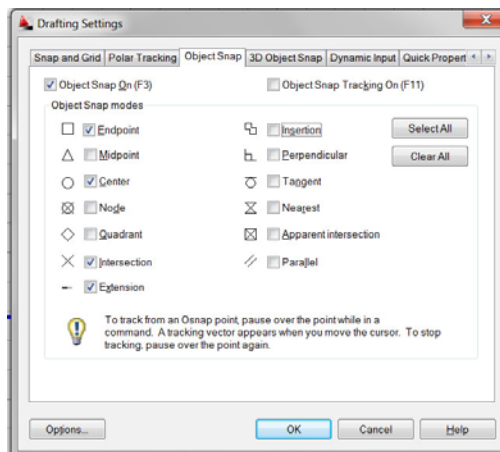 Drafting Settings
Snap and Grid Polar Tracking Object Snap 3D Object Snap Dynamic Input Quick Propert
Object Snap On (F3) Object Snap Tracking On (F11)
Object Snap modes
Endpoint Insertion Select All
Midpoint Perpendicular Clear All
Center Tangent
Node Nearest
Quadrant Apparent intersection
Intersection Parallel
Extension
To track from an Osnap point, pause over the point while in a
command. A tracking vector appears when you move the cursor. To stop
tracking, pause over the point again.
Options... OK Cancel Help